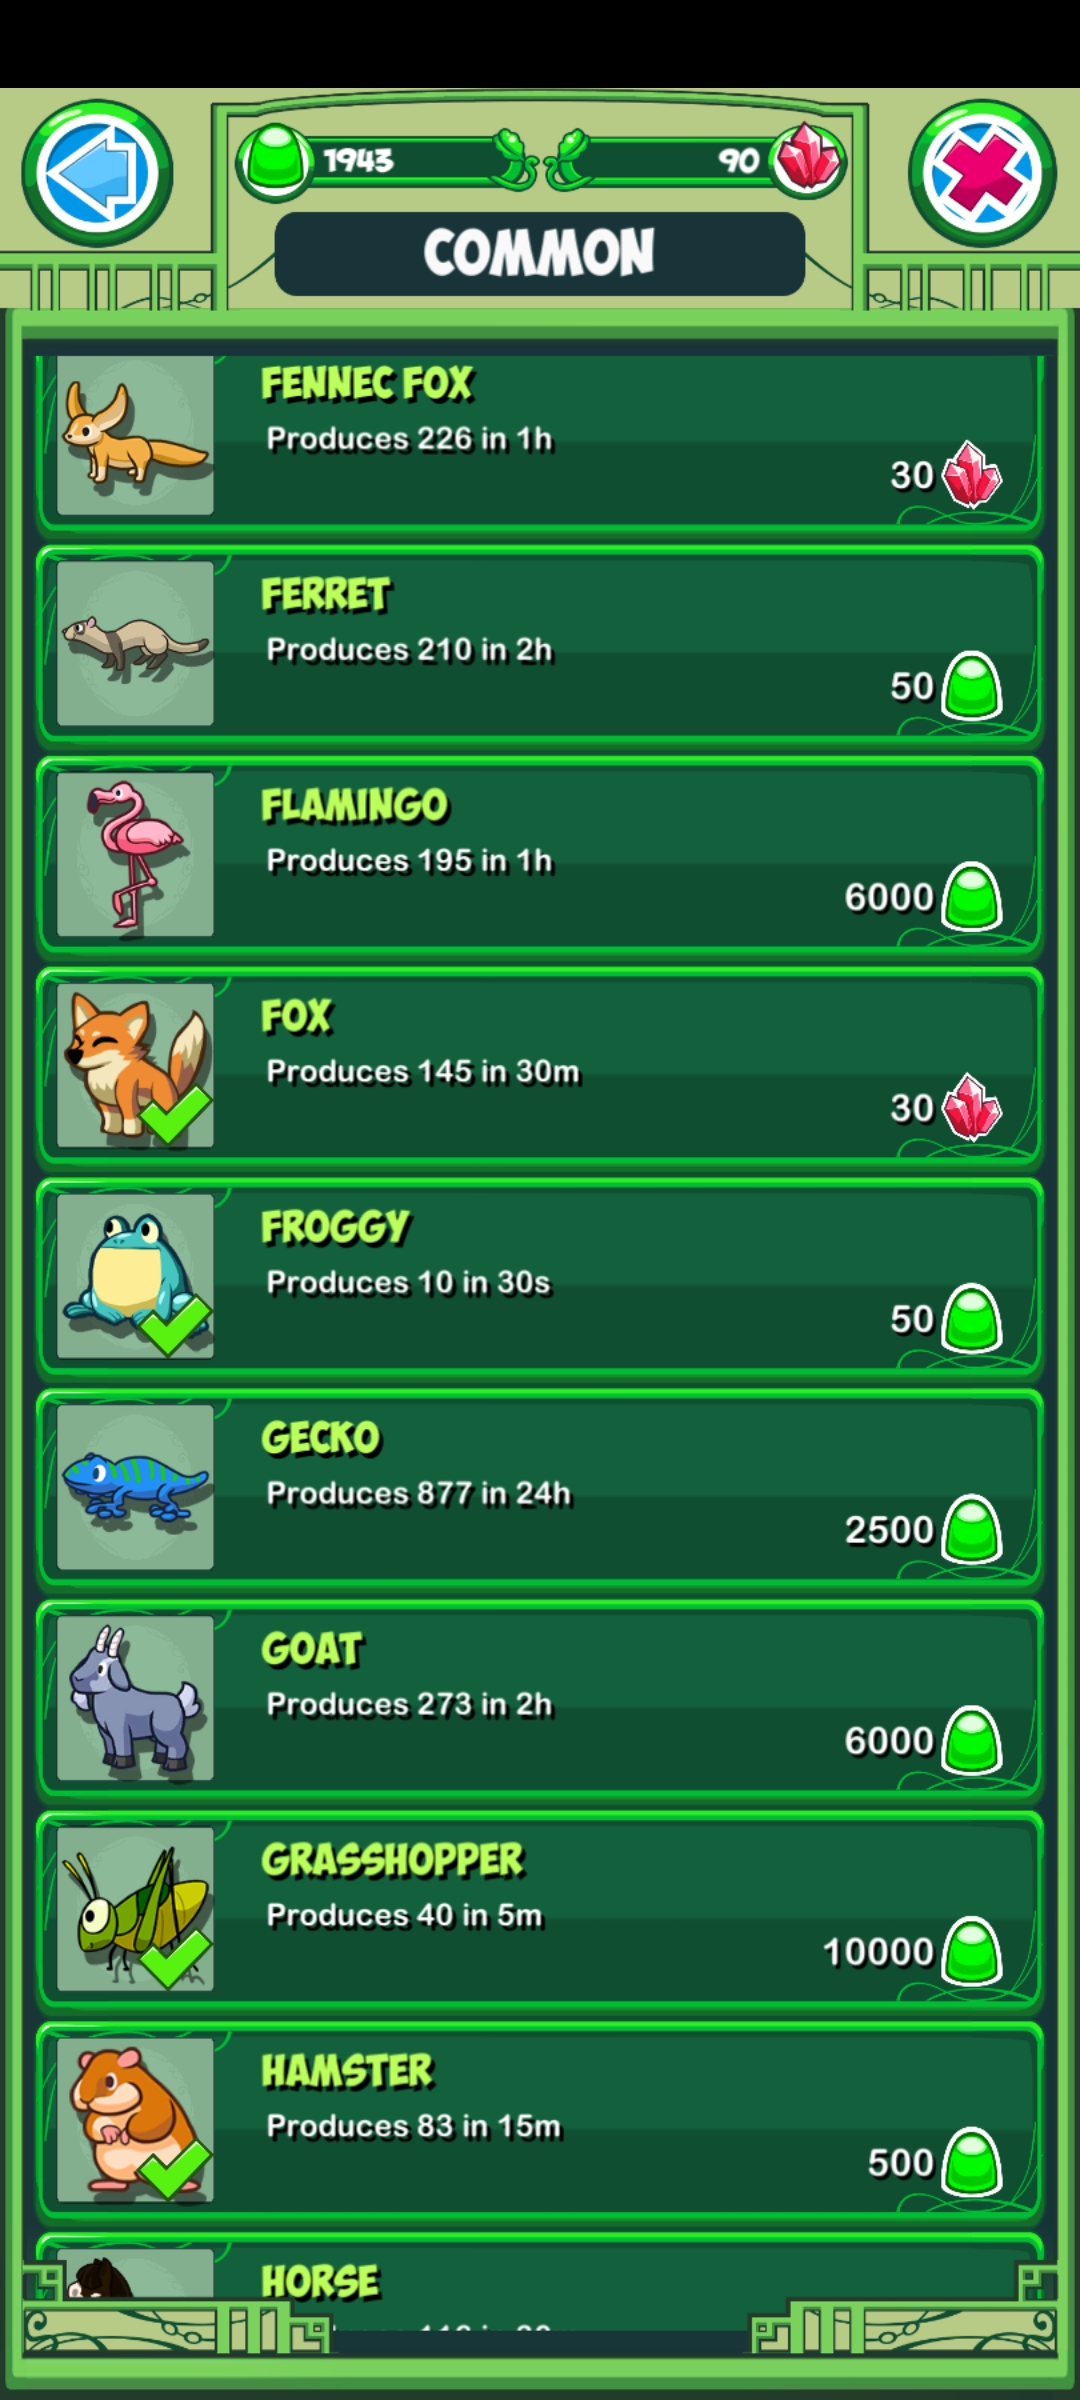 1943
90
COMMON
FENNEC FOX
Produces 226 in 1h
30
FERRET
Produces 210 in 2h
50
FLAMINGO
Produces 195 in 1h
6000
FOX
Produces 145 in 30m
30
FROGGY
Produces 10 in 30s
50
GECKO
Produces 877 in 24h
2500
GOAT
Produces 273 in 2h
6000
GRASSHOPPER
Produces 40 in 5m
10000
HAMSTER
Produces 83 in 15m
500
HORSE